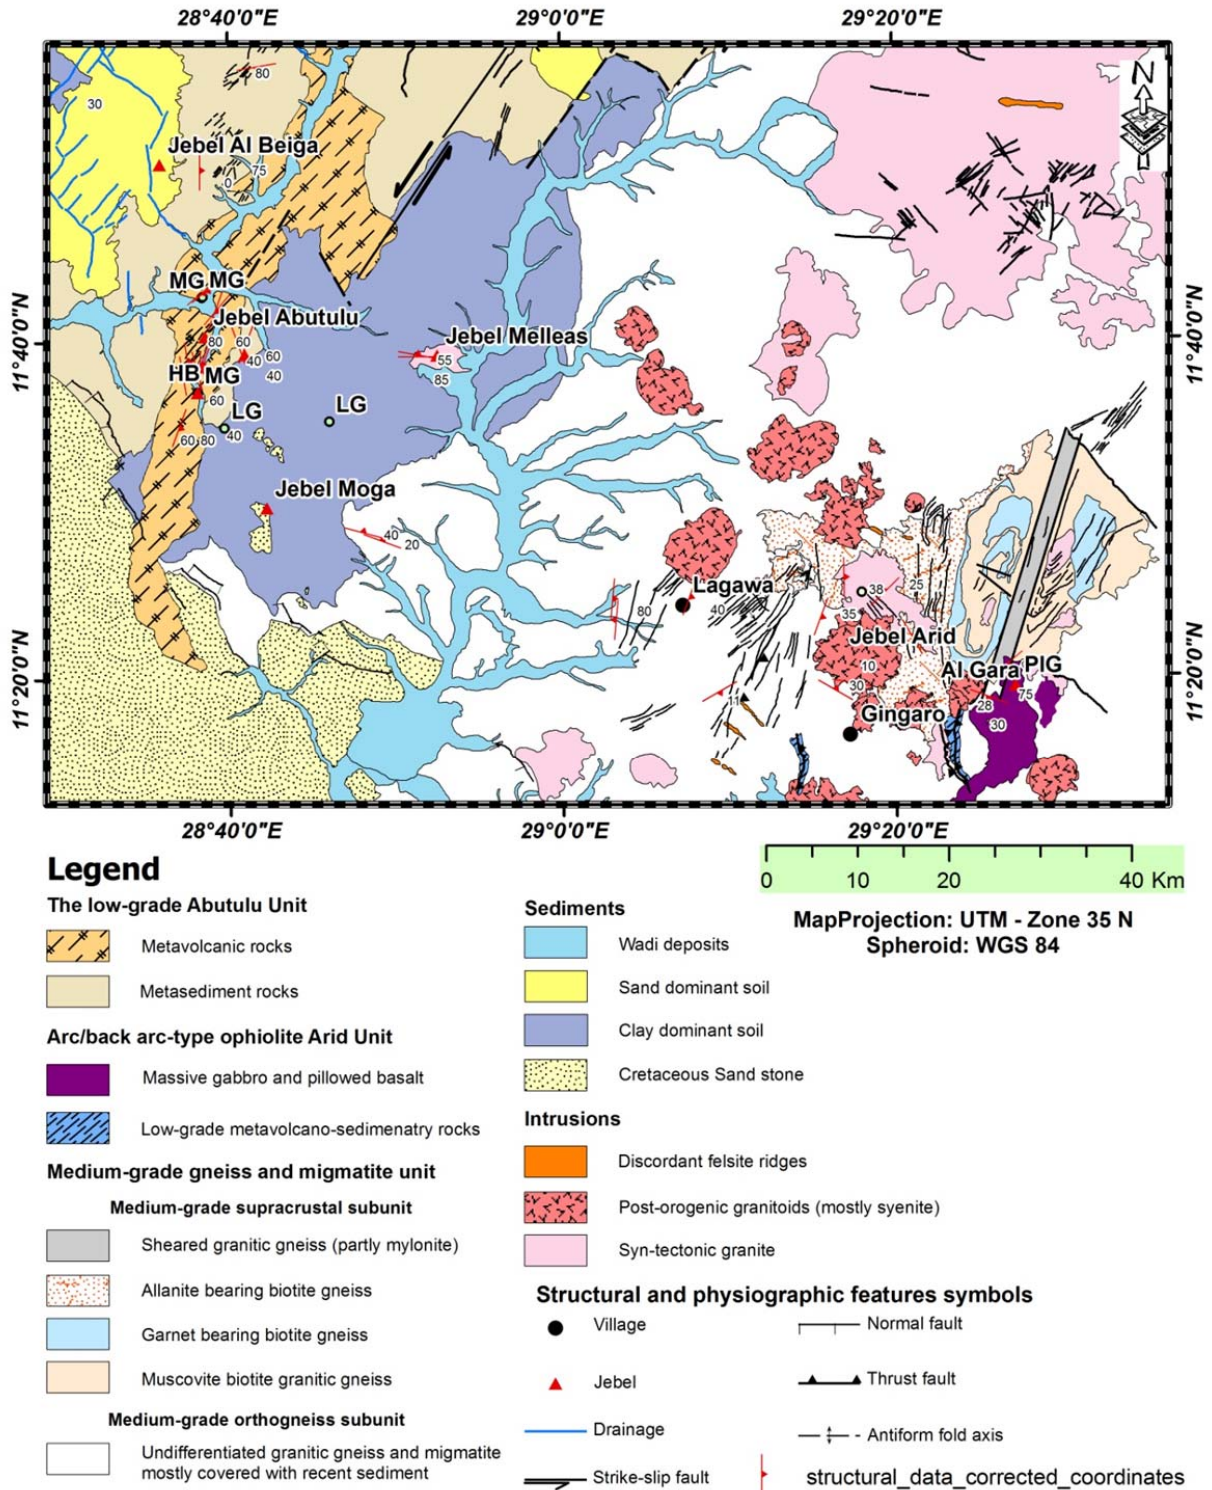 28°40'0"E 29°0'0"E 29°20'0"E
N
80
30
Jebel Al Beiga
75
0
MG MG
11°40'0"N
11°40'0"N
Jebel Abutulu
Jebel Melleas
80 60
40 60
40
55
85
HB MG
60
LG
LG
40
60 80
Jebel Moga
40
20
Lagawa
80
40
38
25
35
Jebel Arid
10
30
Al Gara PIG
75
28
30
11
Gingaro
11°20'0"N
11°20'0"N
28°40'0"E 29°0'0"E 29°20'0"E
0 10 20 40 Km
MapProjection: UTM - Zone 35 N
Spheroid: WGS 84
Legend
The low-grade Abutulu Unit
Metavolcanic rocks
Metasediment rocks
Arc/back arc-type ophiolite Arid Unit
Massive gabbro and pillowed basalt
Low-grade metavolcano-sedimenatry rocks
Medium-grade gneiss and migmatite unit
Medium-grade supracrustal subunit
Sheared granitic gneiss (partly mylonite)
Allanite bearing biotite gneiss
Garnet bearing biotite gneiss
Muscovite biotite granitic gneiss
Medium-grade orthogneiss subunit
Undifferentiated granitic gneiss and migmatite
mostly covered with recent sediment
Sediments
Wadi deposits
Sand dominant soil
Clay dominant soil
Cretaceous Sand stone
Intrusions
Discordant felsite ridges
Post-orogenic granitoids (mostly syenite)
Syn-tectonic granite
Structural and physiographic features symbols
Village
Jebel
Drainage
Strike-slip fault
Normal fault
Thrust fault
Antiform fold axis
structural_data_corrected_coordinates